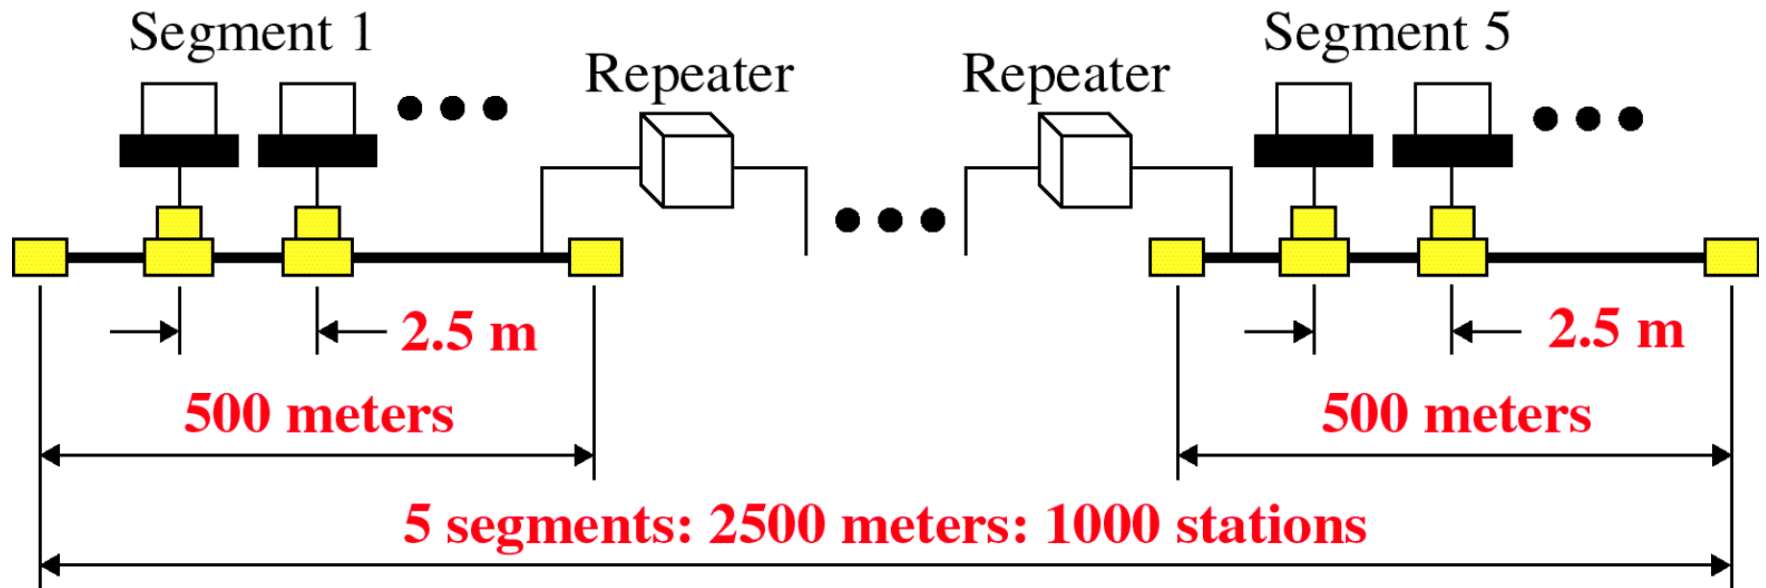 Segment 1
Repeater
Repeater
Segment 5
2.5 m
2.5 m
500 meters
500 meters
5 segments: 2500 meters: 1000 stations